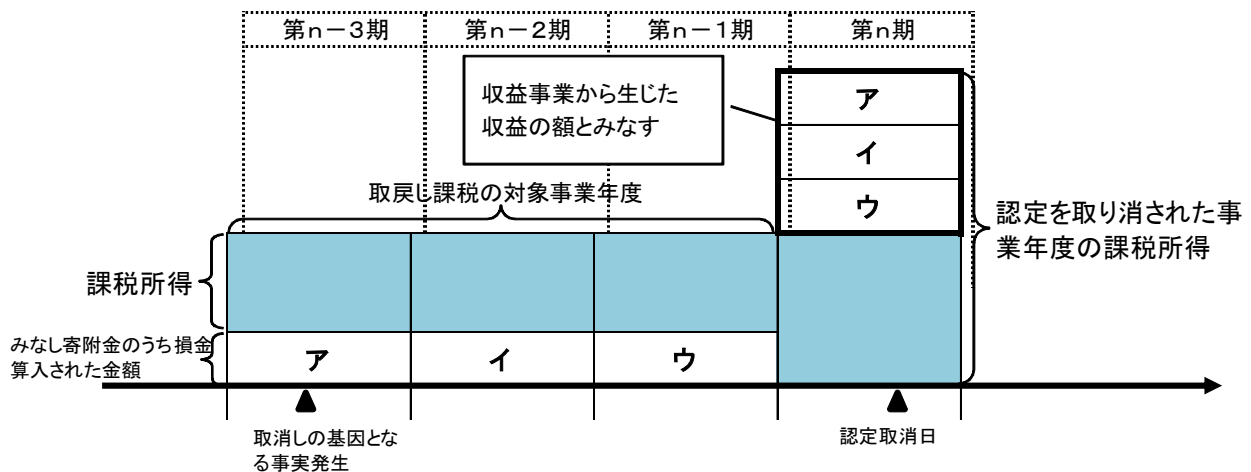 第n-3期
第n-2期
第n-1期
第n期
収益事業から生じた
収益の額とみなす
ア
イ
ウ
取戻し課税の対象事業年度
認定を取り消された事
業年度の課税所得
課税所得
みなし寄附金のうち損金
算入された金額
ア
イ
ウ
取消しの基因とな
る事実発生
認定取消日